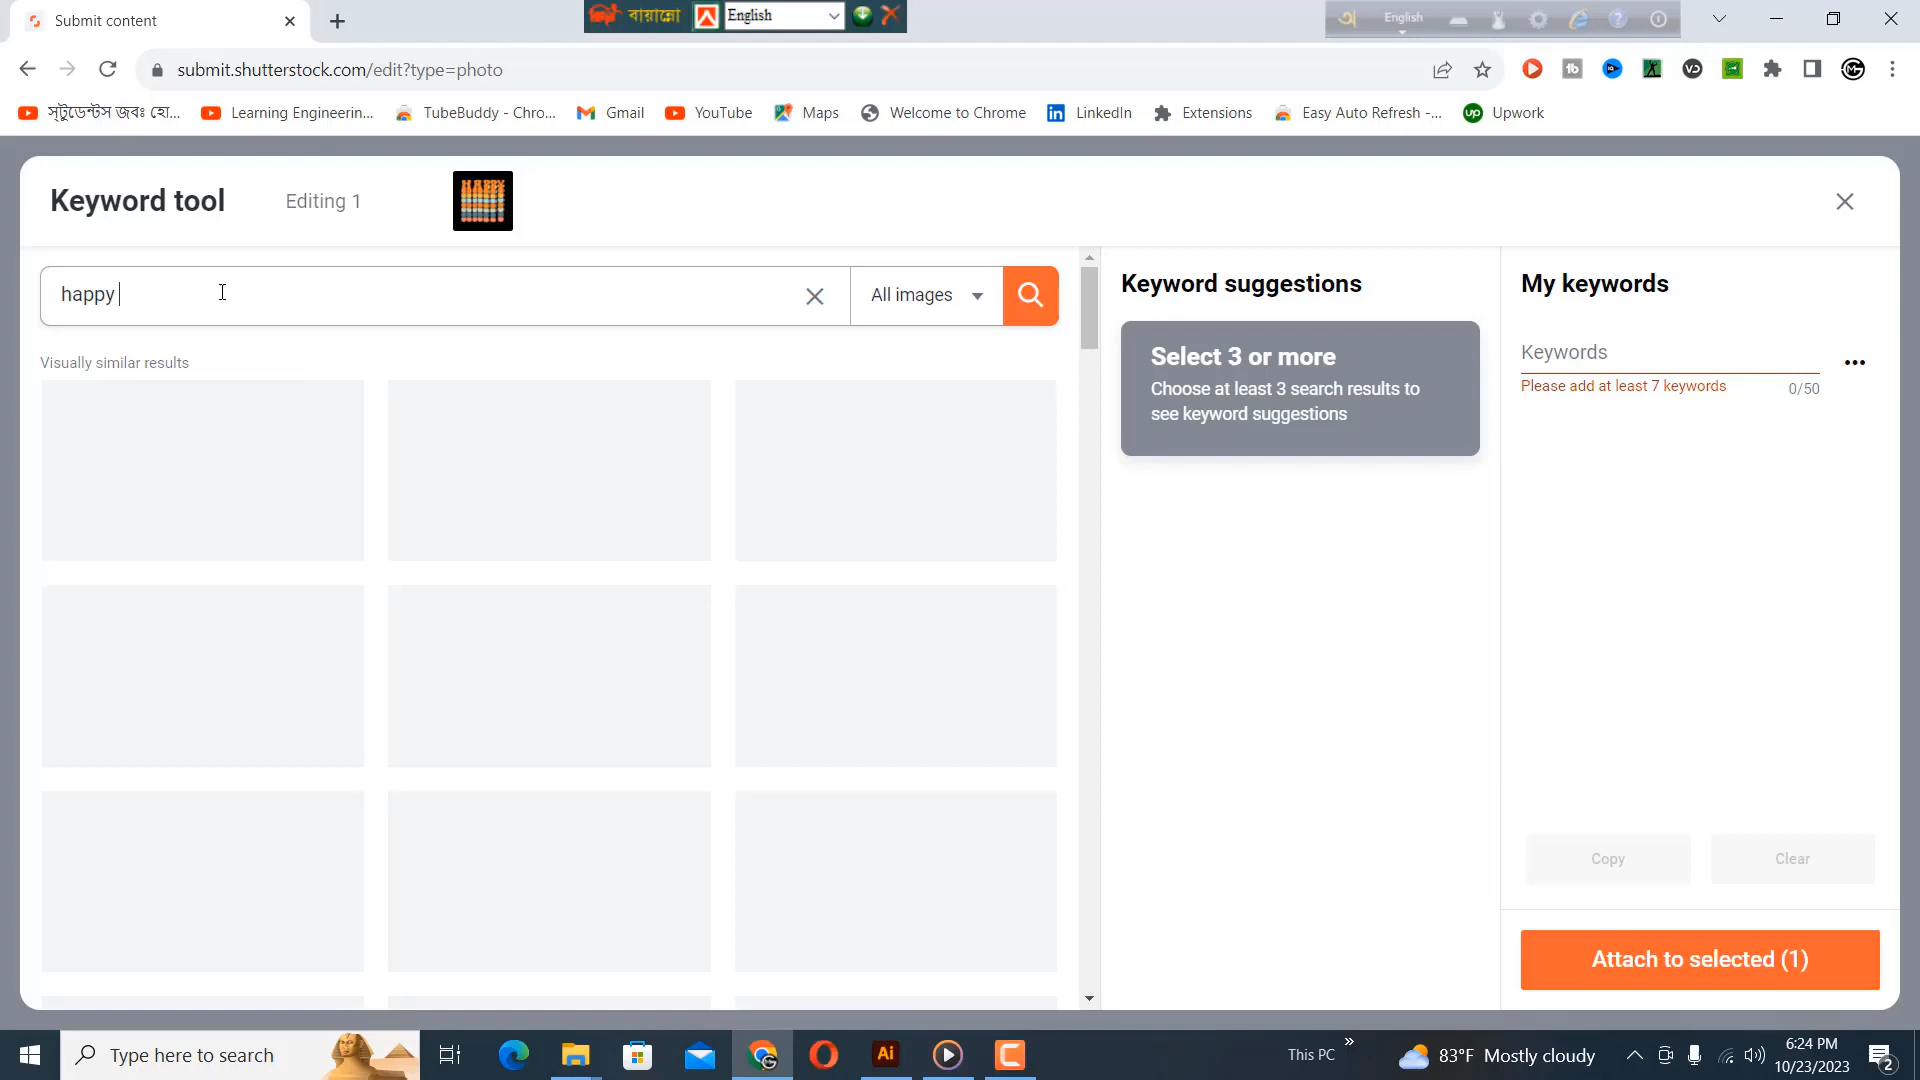 Submit content
বায়ান্নো
English
English
submit.shutterstock.com/edit?type=photo
স্টুডেন্টস জবঃ হো...
Learning Engineerin...
TubeBuddy - Chro...
Gmail
YouTube
Maps
Welcome to Chrome
LinkedIn
Extensions
Easy Auto Refresh -...
Upwork
Keyword tool
Editing 1
HAPPY
happy
All images
Visually similar results
Keyword suggestions
Select 3 or more
Choose at least 3 search results to
see keyword suggestions
My keywords
Keywords
Please add at least 7 keywords
0/50
Copy
Clear
Attach to selected (1)
Type here to search
Ai
This PC
83°F Mostly cloudy
6:24 PM
10/23/2023
2